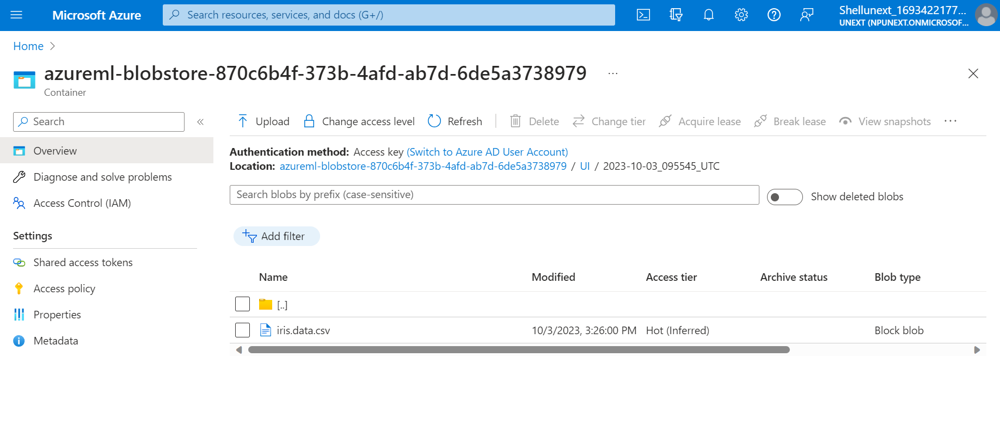 Microsoft Azure
Search resources, services, and docs (G+/)
Shellunext_1693422177...
UNEXT (NPUNEXT.ONMICROSOF...
Home
azureml-blobstore-870c6b4f-373b-4afd-ab7d-6de5a3738979 ...
Container
Search
«
Upload Change access level Refresh Delete Change tier Acquire lease Break lease View snapshots ...
Overview
Diagnose and solve problems
Access Control (IAM)
Settings
Shared access tokens
Access policy
Properties
Metadata
Authentication method: Access key (Switch to Azure AD User Account)
Location: azureml-blobstore-870c6b4f-373b-4afd-ab7d-6de5a3738979 / UI / 2023-10-03_095545_UTC
Search blobs by prefix (case-sensitive)
Show deleted blobs
Add filter
Name Modified Access tier Archive status Blob type
[..]
iris.data.csv 10/3/2023, 3:26:00 PM Hot (Inferred) Block blob